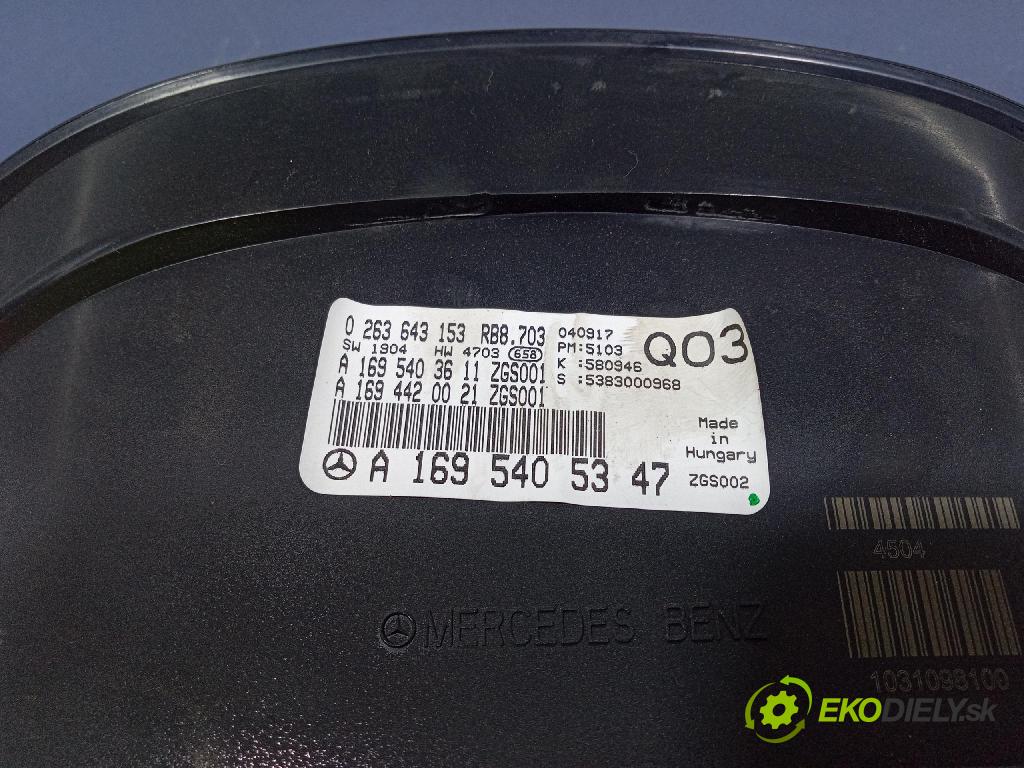 0 263 643 153 RB8.703
SW 1904 HW 4703 658
A 169 540 36 11 ZGS001
A 169 442 00 21 ZGS001
040917
PM:5103
K :580946
S :5383000968
Q03
Made
in
Hungary
A 169 540 53 47
ZGS002
4504
MERCEDES BENZ
1031098100
EKODIELY.sk